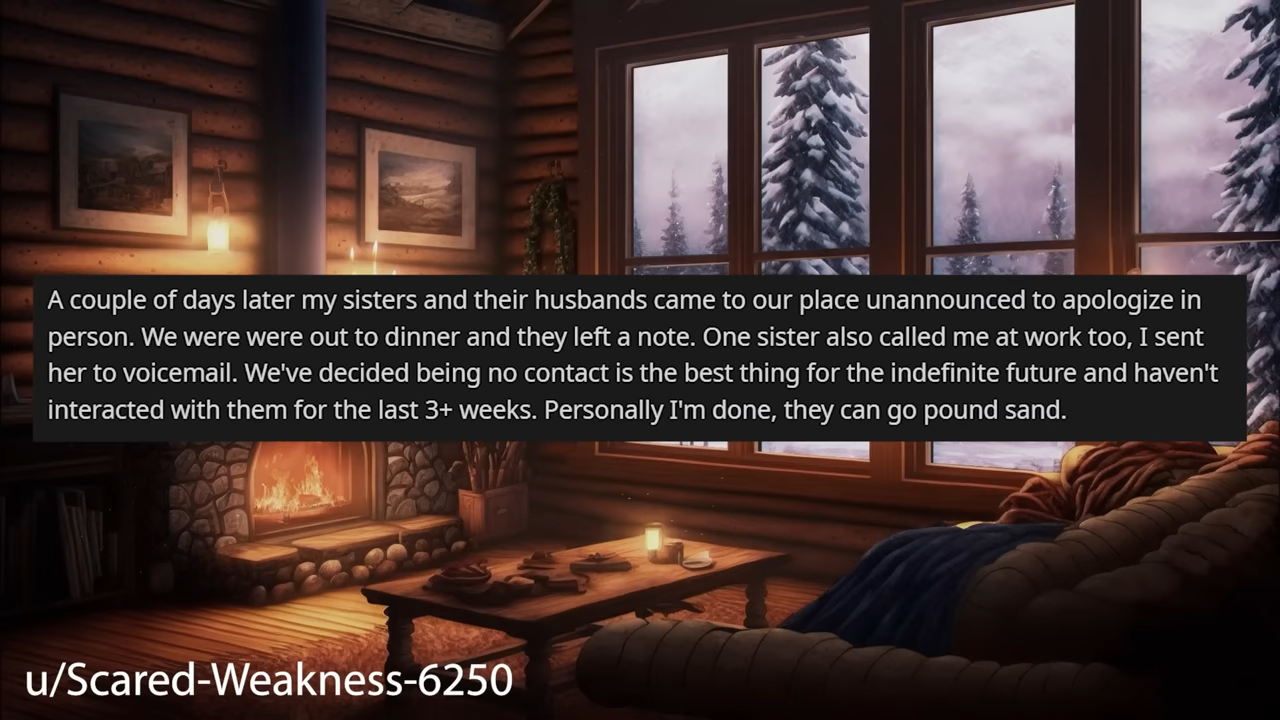 A couple of days later my sisters and their husbands came to our place unannounced to apologize in
person. We were were out to dinner and they left a note. One sister also called me at work too, I sent
her to voicemail. We've decided being no contact is the best thing for the indefinite future and haven't
interacted with them for the last 3+ weeks. Personally I'm done, they can go pound sand.
u/Scared-Weakness-6250